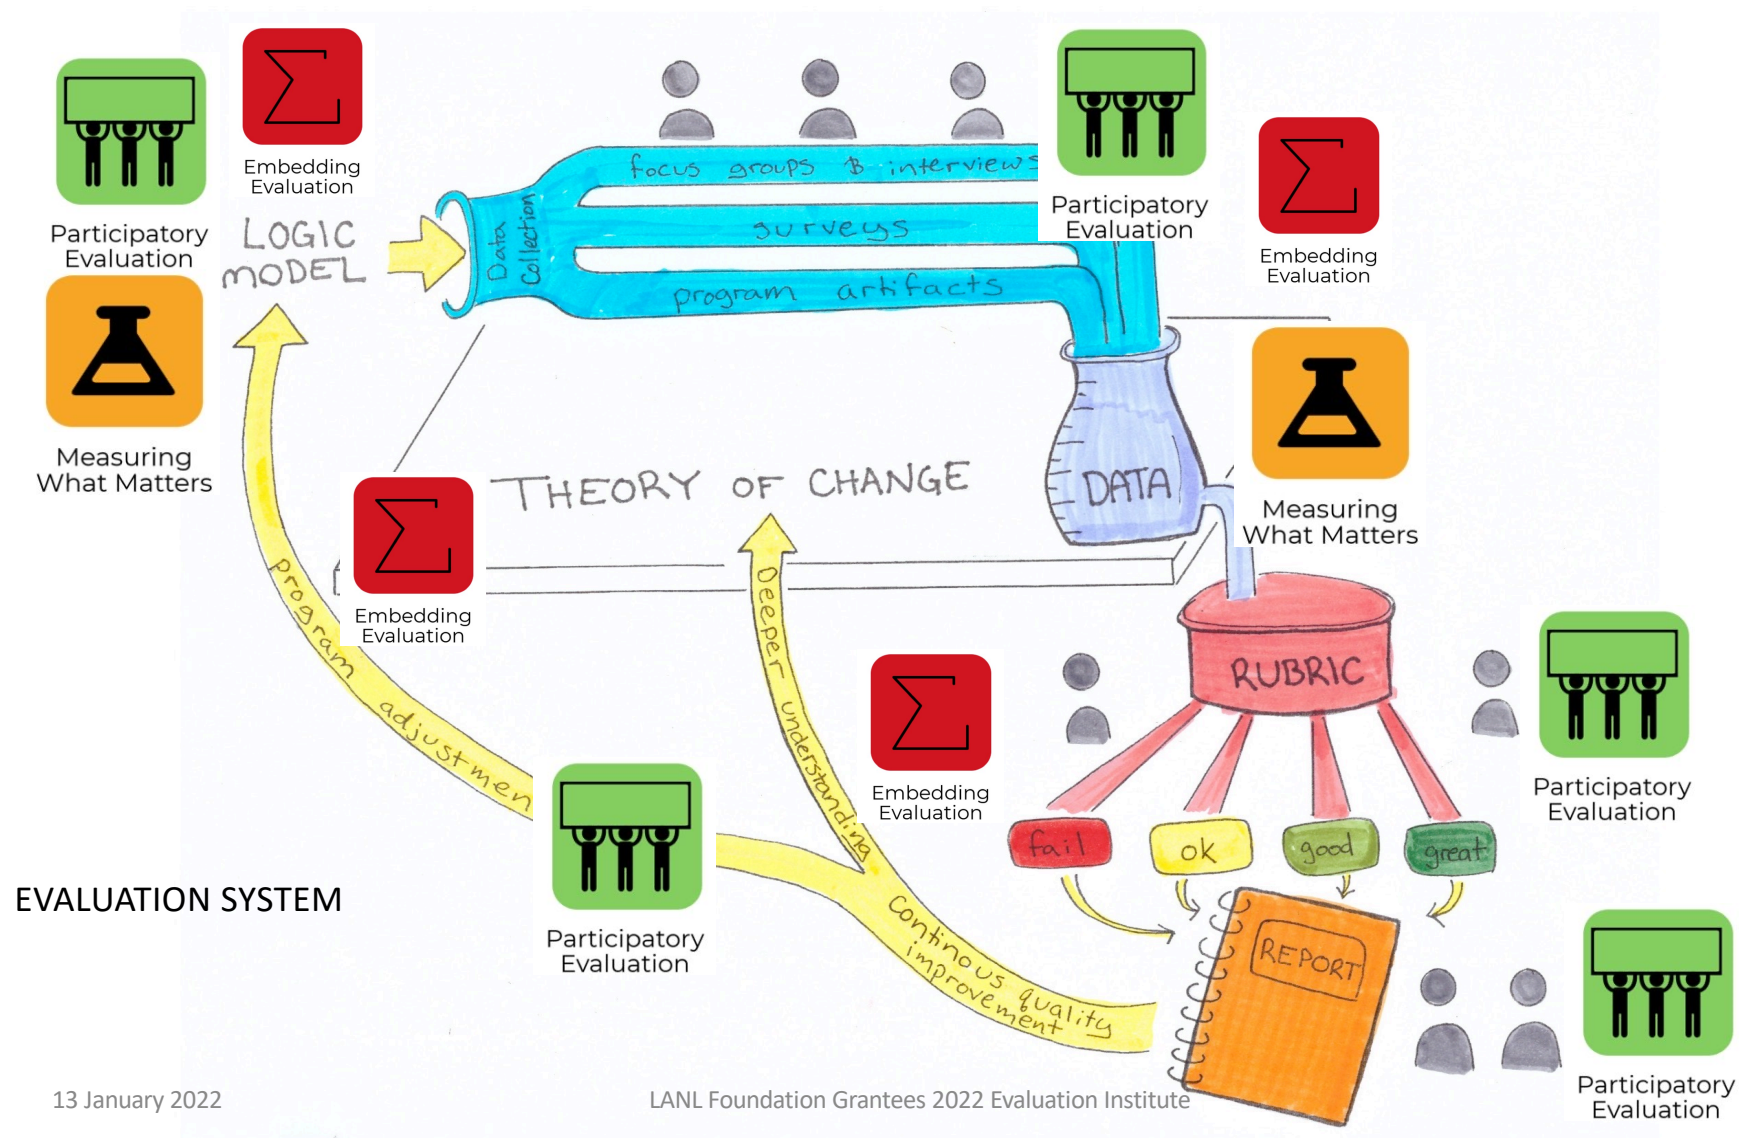 Embedding
Evaluation
Participatory
Evaluation
LOGIC
MODEL
Measuring
What Matters
Data
Collection
focus groups & interviews
surveys
program artifacts
Participatory
Evaluation
Embedding
Evaluation
Measuring
What Matters
THEORY OF CHANGE
DATA
Embedding
Evaluation
program adjustmen
Deeper understanding
Embedding
Evaluation
RUBRIC
Participatory
Evaluation
fail
ok
good
great
EVALUATION SYSTEM
Participatory
Evaluation
Continous quality
improvement
REPORT
Participatory
Evaluation
13 January 2022
LANL Foundation Grantees 2022 Evaluation Institute